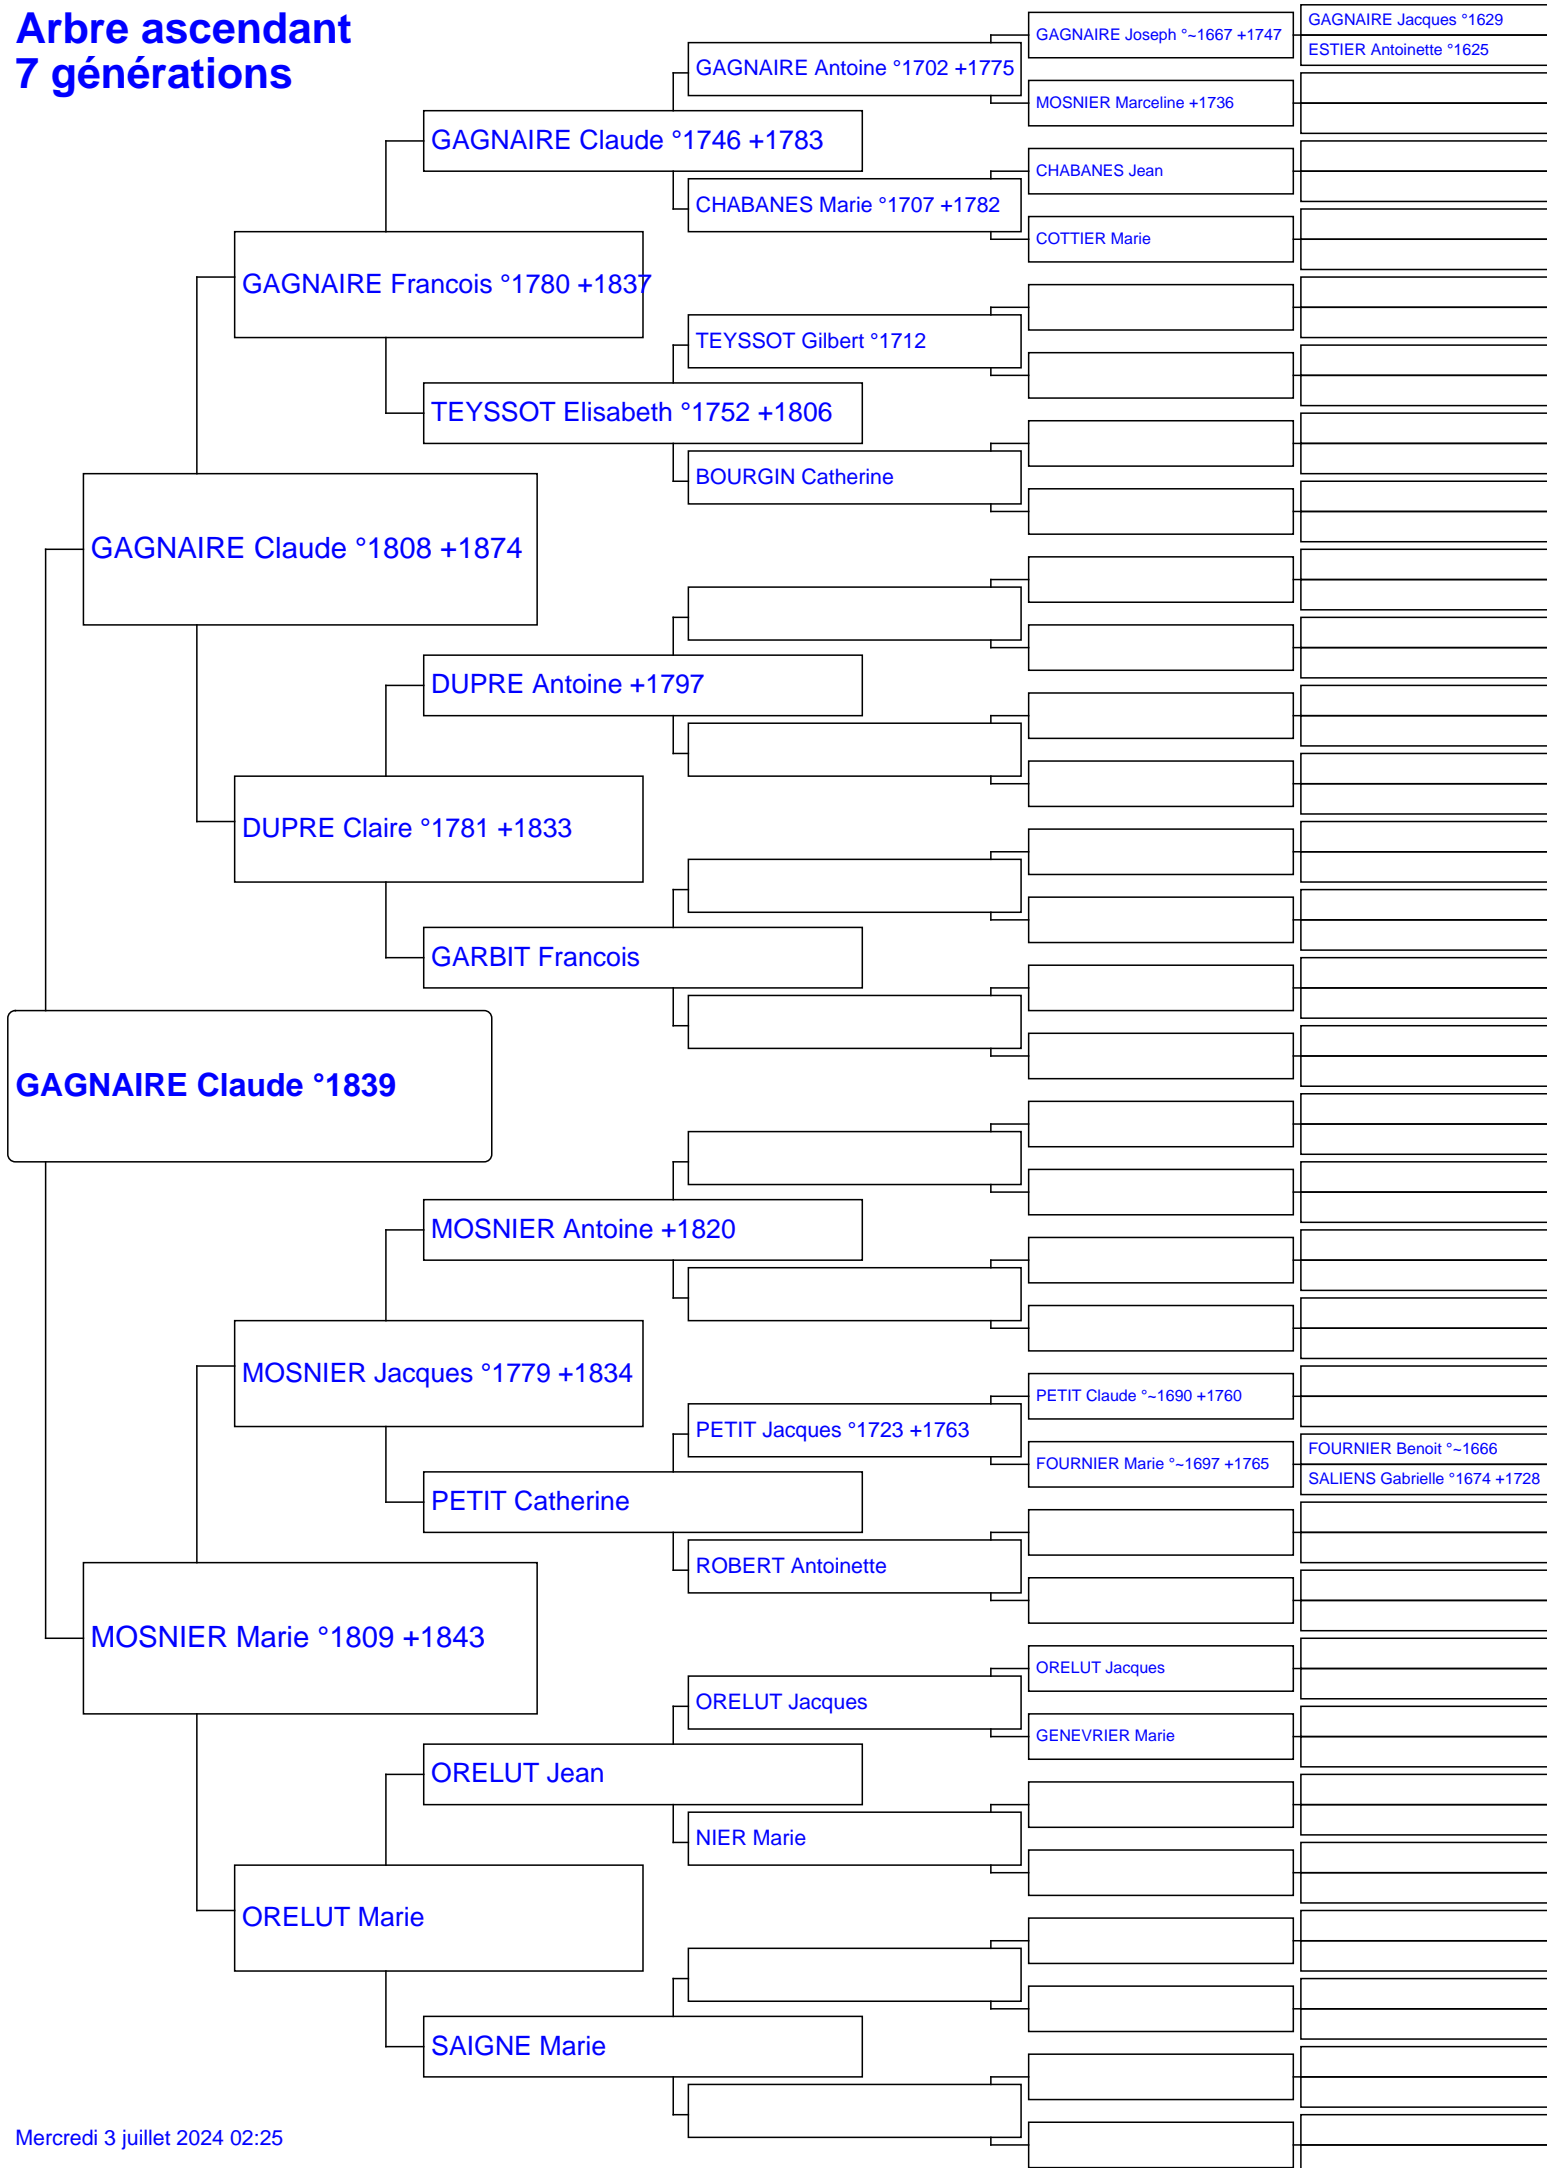 Arbre ascendant
7 générations
GAGNAIRE Joseph °~1667 +1747
GAGNAIRE Jacques °1629
ESTIER Antoinette °1625
GAGNAIRE Antoine °1702 +1775
MOSNIER Marceline +1736
GAGNAIRE Claude °1746 +1783
CHABANES Jean
CHABANES Marie °1707 +1782
COTTIER Marie
GAGNAIRE Francois °1780 +1837
TEYSSOT Gilbert °1712
TEYSSOT Elisabeth °1752 +1806
BOURGIN Catherine
GAGNAIRE Claude °1808 +1874
DUPRE Antoine +1797
DUPRE Claire °1781 +1833
GARBIT Francois
GAGNAIRE Claude °1839
MOSNIER Antoine +1820
MOSNIER Jacques °1779 +1834
PETIT Claude °~1690 +1760
PETIT Jacques °1723 +1763
FOURNIER Marie °~1697 +1765
FOURNIER Benoit °~1666
SALIENS Gabrielle °1674 +1728
PETIT Catherine
ROBERT Antoinette
MOSNIER Marie °1809 +1843
ORELUT Jacques
ORELUT Jacques
GENEVRIER Marie
ORELUT Jean
NIER Marie
ORELUT Marie
SAIGNE Marie
Mercredi 3 juillet 2024 02:25